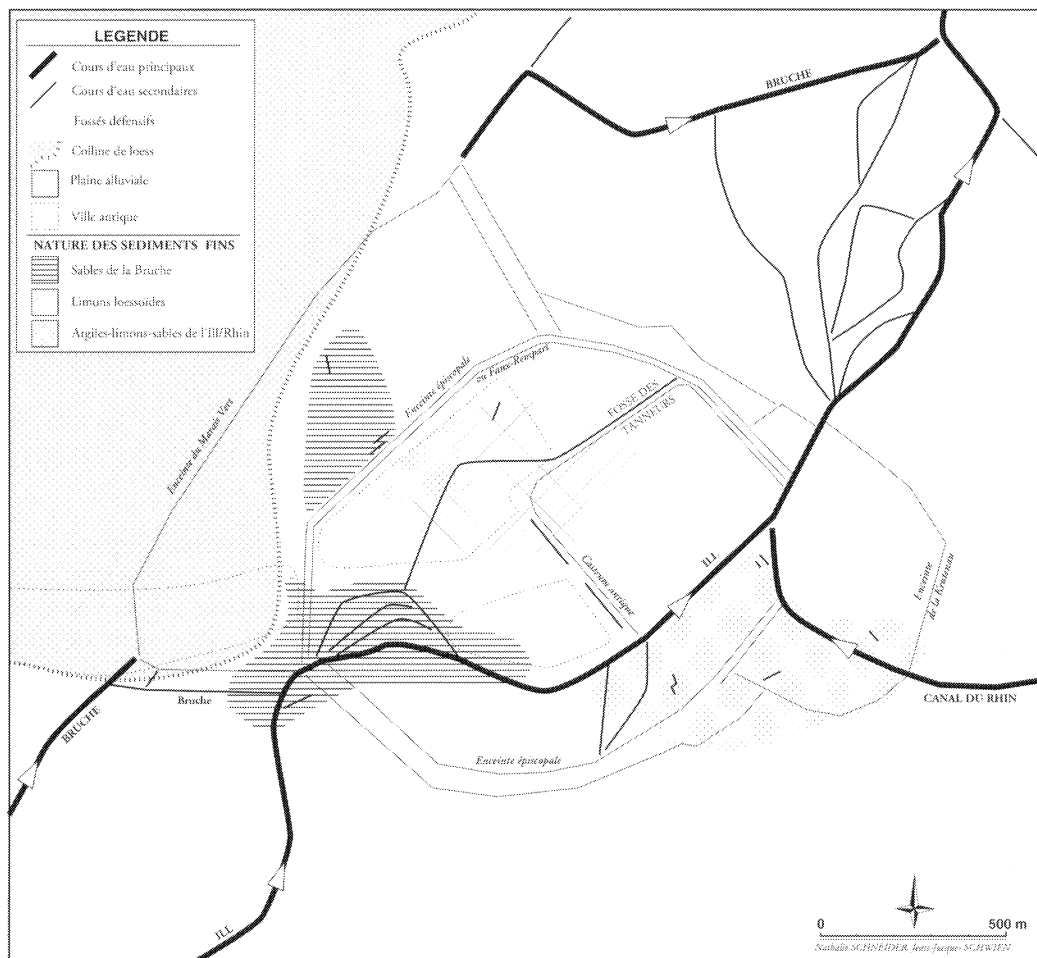 LEGENDE
Cours d'eau principaux
Cours d'eau secondaires
Fossés défensifs
Colline de loess
Plaine alluviale
Ville antique
NATURE DES SEDIMENTS FINS
Sables de la Bruche
Limons loessoïdes
Argiles-limons-sables de l'Ill/Rhin
BRUCHE
Enceinte du Marais Vert
Enceinte épiscopale
ou Faux-Rempart
FOSSE DES
TANNEURS
Castrum antique
ILL
Enceinte
de la Krutenau
Bruche
BRUCHE
CANAL DU RHIN
Enceinte épiscopale
ILL
0 500 m
Nathalie SCHNEIDER, Jean-Jacques SCHWIEN